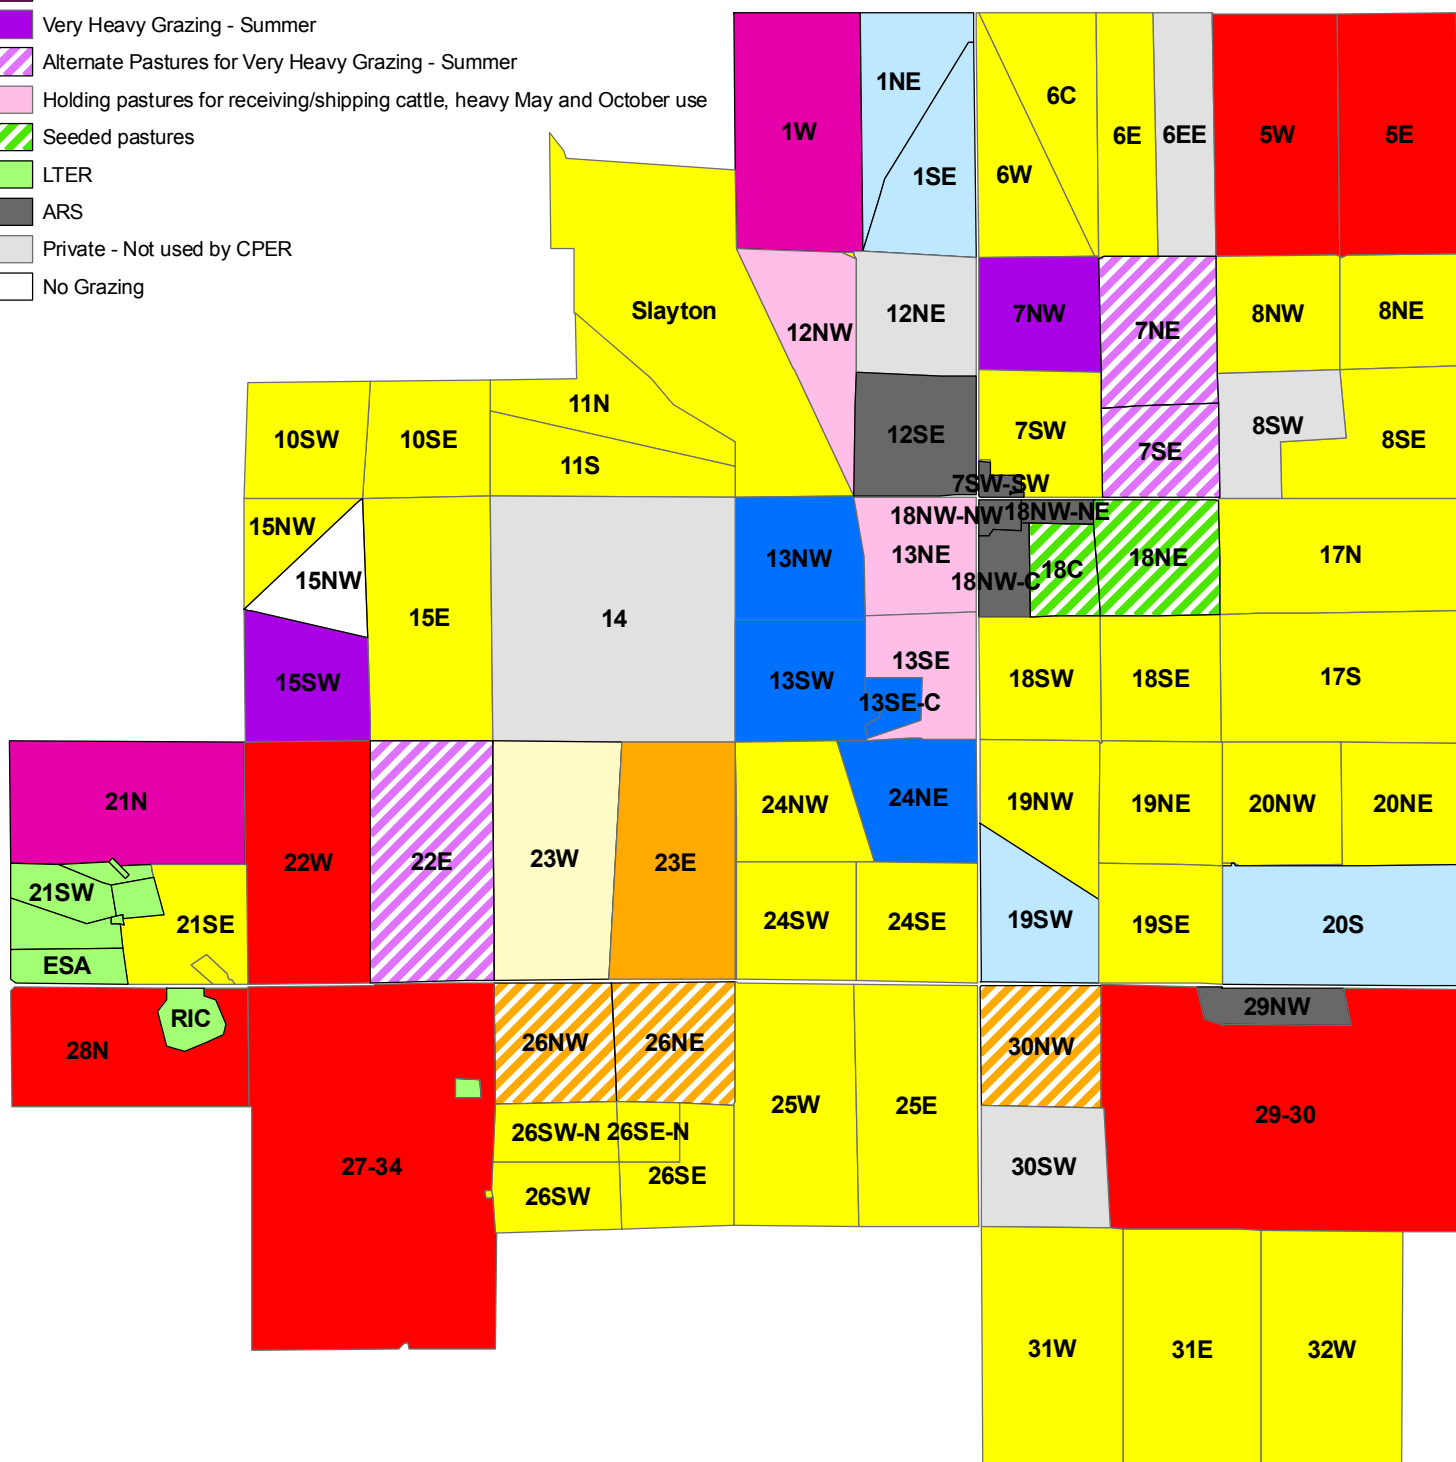 Very Heavy Grazing - Summer
Alternate Pastures for Very Heavy Grazing - Summer
Holding pastures for receiving/shipping cattle, heavy May and October use
Seeded pastures
LTER
ARS
Private - Not used by CPER
No Grazing
1W
1NE
1SE
6W
6C
6E
6EE
5W
5E
Slayton
12NW
12NE
7NW
7NE
8NW
8NE
11N
10SW
10SE
11S
12SE
7SW
7SE
8SW
8SE
7SW-SW
15NW
15NW
13NW
18NW-NW
18NW-NE
13NE
18NW-C
18C
18NE
17N
15E
14
15SW
13SW
13SE
13SE-C
18SW
18SE
17S
21N
22W
22E
23W
23E
24NW
24NE
19NW
19NE
20NW
20NE
21SW
21SE
ESA
24SW
24SE
19SW
19SE
20S
28N
RIC
26NW
26NE
25W
25E
30NW
29NW
29-30
27-34
26SW-N
26SE-N
26SW
26SE
30SW
31W
31E
32W